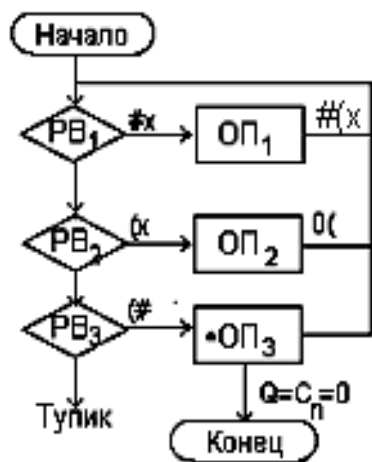 Начало
РВ1 #x ОП1 #(x
РВ2 (x ОП2 0(
РВ3 (# •ОП3
Тупик Q=Cn=0
Конец